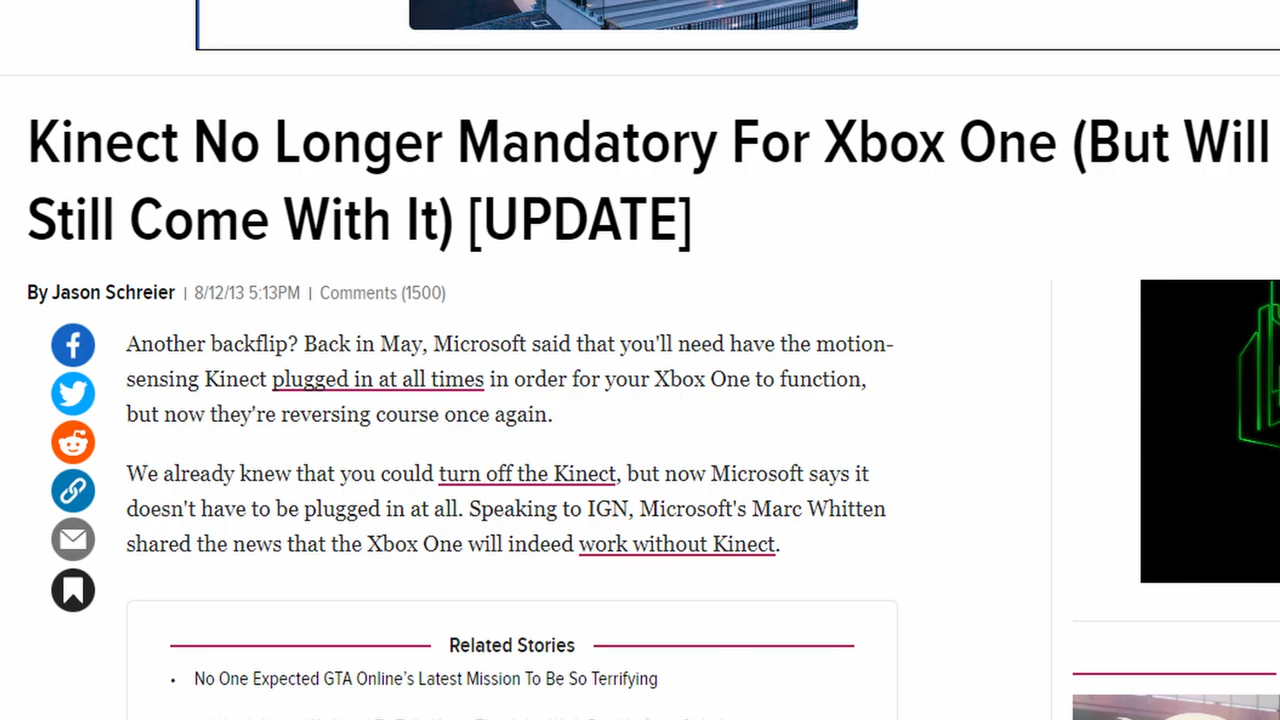 Kinect No Longer Mandatory For Xbox One (But Will
Still Come With It) [UPDATE]
By Jason Schreier | 8/12/13 5:13PM | Comments (1500)
Another backflip? Back in May, Microsoft said that you'll need have the motion-
sensing Kinect plugged in at all times in order for your Xbox One to function,
but now they're reversing course once again.
We already knew that you could turn off the Kinect, but now Microsoft says it
doesn't have to be plugged in at all. Speaking to IGN, Microsoft's Marc Whitten
shared the news that the Xbox One will indeed work without Kinect.
Related Stories
• No One Expected GTA Online’s Latest Mission To Be So Terrifying